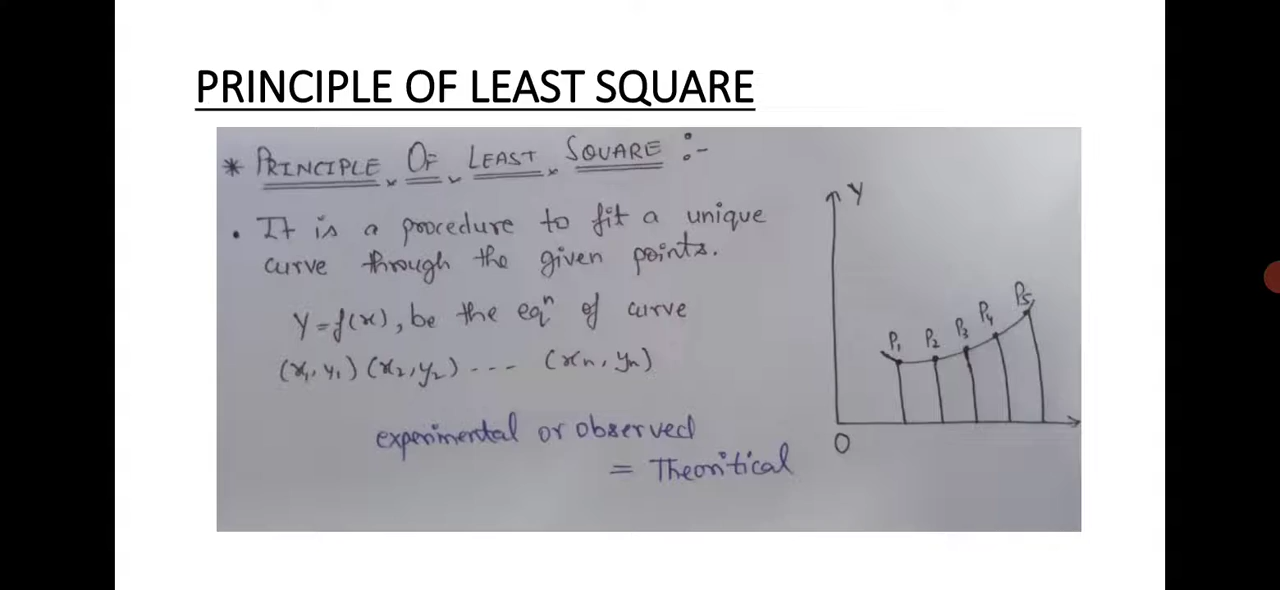 PRINCIPLE OF LEAST SQUARE
* PRINCIPLE OF LEAST SQUARE :-
• It is a procedure to fit a unique
curve through the given points.
Y = f(x), be the eqⁿ of curve
(x₁, y₁) (x₂, y₂) .... (xn, yn)
experimental or observed
= Theoritical
Y
P₁ P₂ P₃ P₄ P₅
O